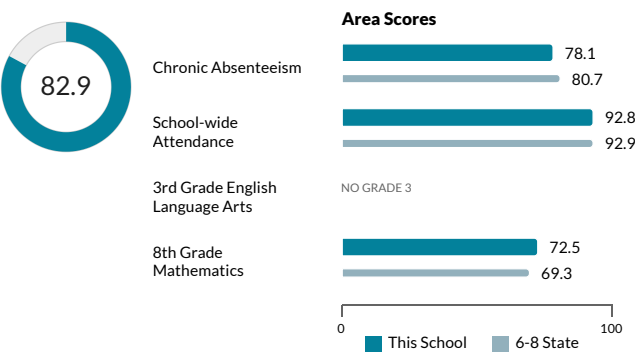 Area Scores
82.9
Chronic Absenteeism
78.1
80.7
School-wide
Attendance
92.8
92.9
3rd Grade English
Language Arts
NO GRADE 3
8th Grade
Mathematics
72.5
69.3
0
100
This School
6-8 State